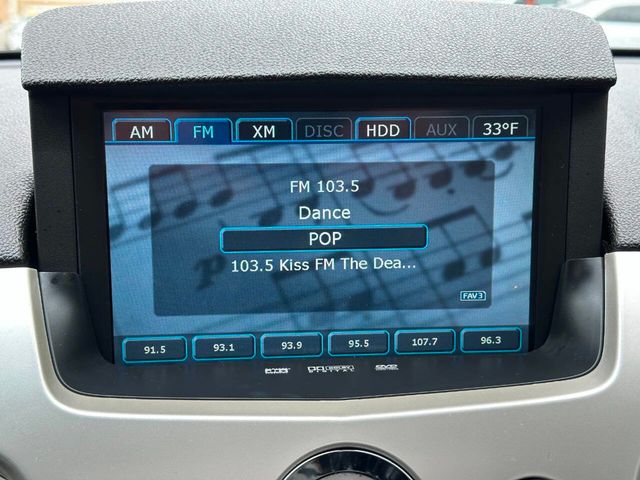 AM FM XM DISC HDD AUX 33°F
FM 103.5
Dance
POP
103.5 Kiss FM The Dea...
FAV3
91.5 93.1 93.9 95.5 107.7 96.3